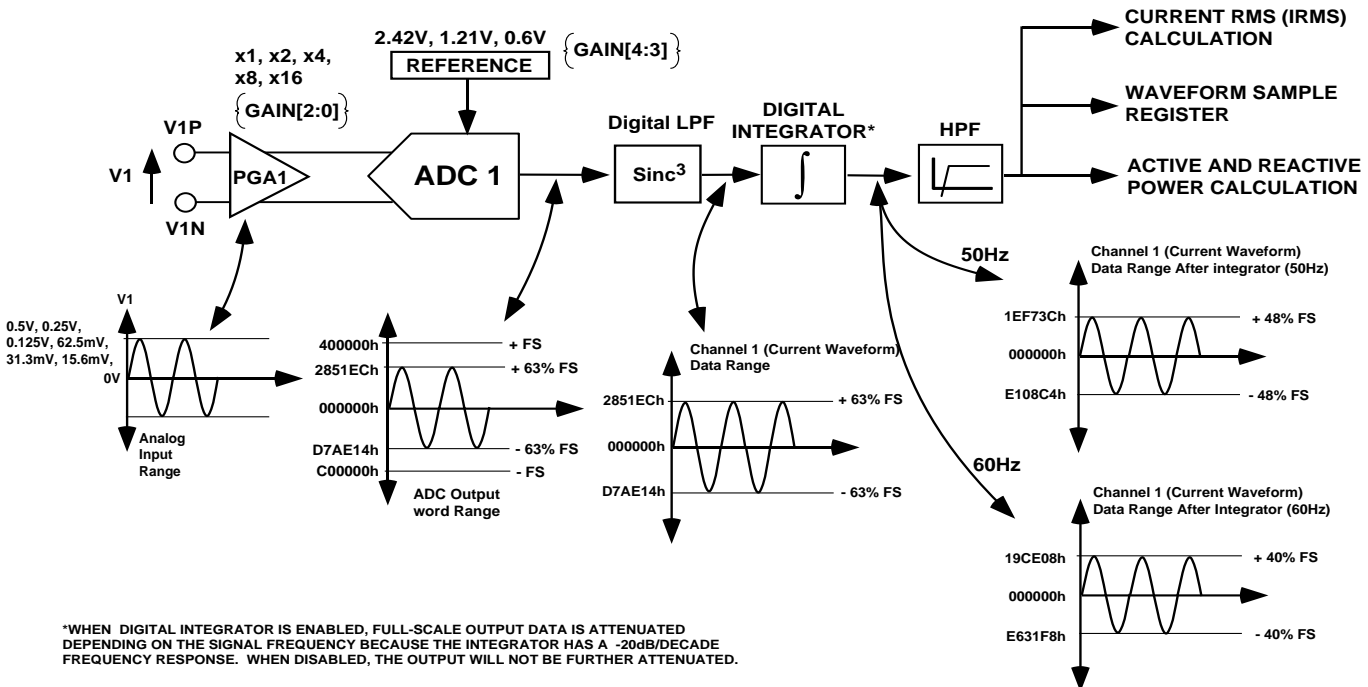 CURRENT RMS (IRMS)
CALCULATION
2.42V, 1.21V, 0.6V
{GAIN[4:3]}
REFERENCE
x1, x2, x4,
x8, x16
{GAIN[2:0]}
WAVEFORM SAMPLE
REGISTER
DIGITAL
INTEGRATOR*
Digital LPF
HPF
V1P
V1
V1N
PGA1
ADC 1
Sinc3
∫
ACTIVE AND REACTIVE
POWER CALCULATION
50Hz
60Hz
V1
0.5V, 0.25V,
0.125V, 62.5mV,
31.3mV, 15.6mV,
0V
Analog
Input
Range
400000h
+ FS
2851ECh
+ 63% FS
000000h
D7AE14h
- 63% FS
C00000h
- FS
ADC Output
word Range
Channel 1 (Current Waveform)
Data Range
2851ECh
+ 63% FS
000000h
D7AE14h
- 63% FS
Channel 1 (Current Waveform)
Data Range After integrator (50Hz)
1EF73Ch
+ 48% FS
000000h
E108C4h
- 48% FS
Channel 1 (Current Waveform)
Data Range After Integrator (60Hz)
19CE08h
+ 40% FS
000000h
E631F8h
- 40% FS
*WHEN DIGITAL INTEGRATOR IS ENABLED, FULL-SCALE OUTPUT DATA IS ATTENUATED
DEPENDING ON THE SIGNAL FREQUENCY BECAUSE THE INTEGRATOR HAS A -20dB/DECADE
FREQUENCY RESPONSE. WHEN DISABLED, THE OUTPUT WILL NOT BE FURTHER ATTENUATED.